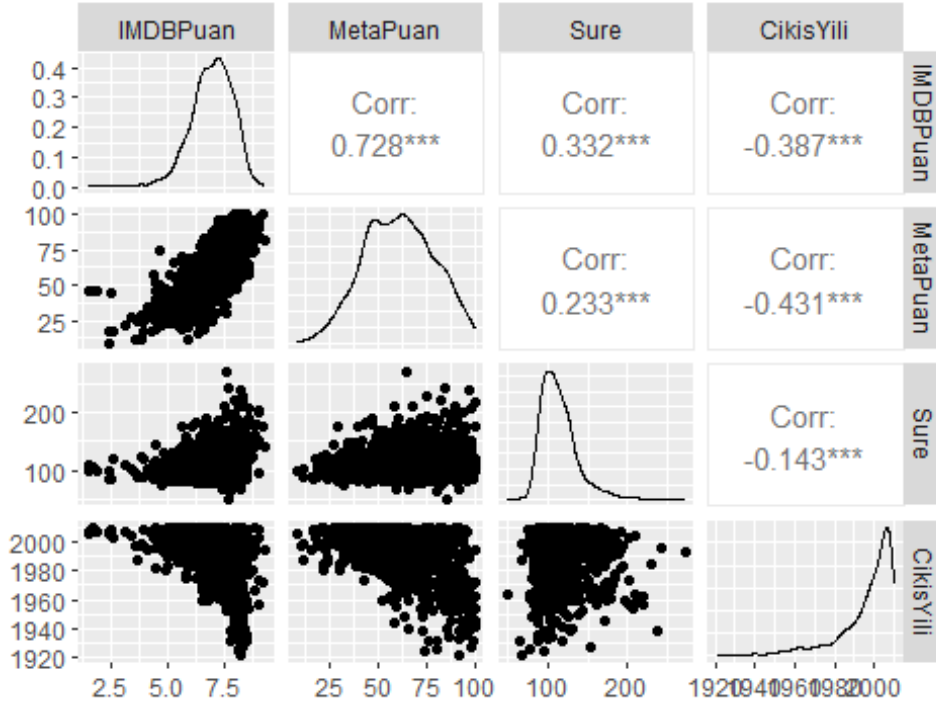 IMDBPuan MetaPuan Sure CikisYili
0.4
0.3
0.2
0.1
0.0
Corr:
0.728***
Corr:
0.332***
Corr:
-0.387***
IMDBPuan
100
75
50
25
Corr:
0.233***
Corr:
-0.431***
MetaPuan
200
100
Corr:
-0.143***
Sure
2000
1980
1960
1940
1920
CikisYili
2.5 5.0 7.5 25 50 75 100 100 200 1920 1940 1960 1980 2000